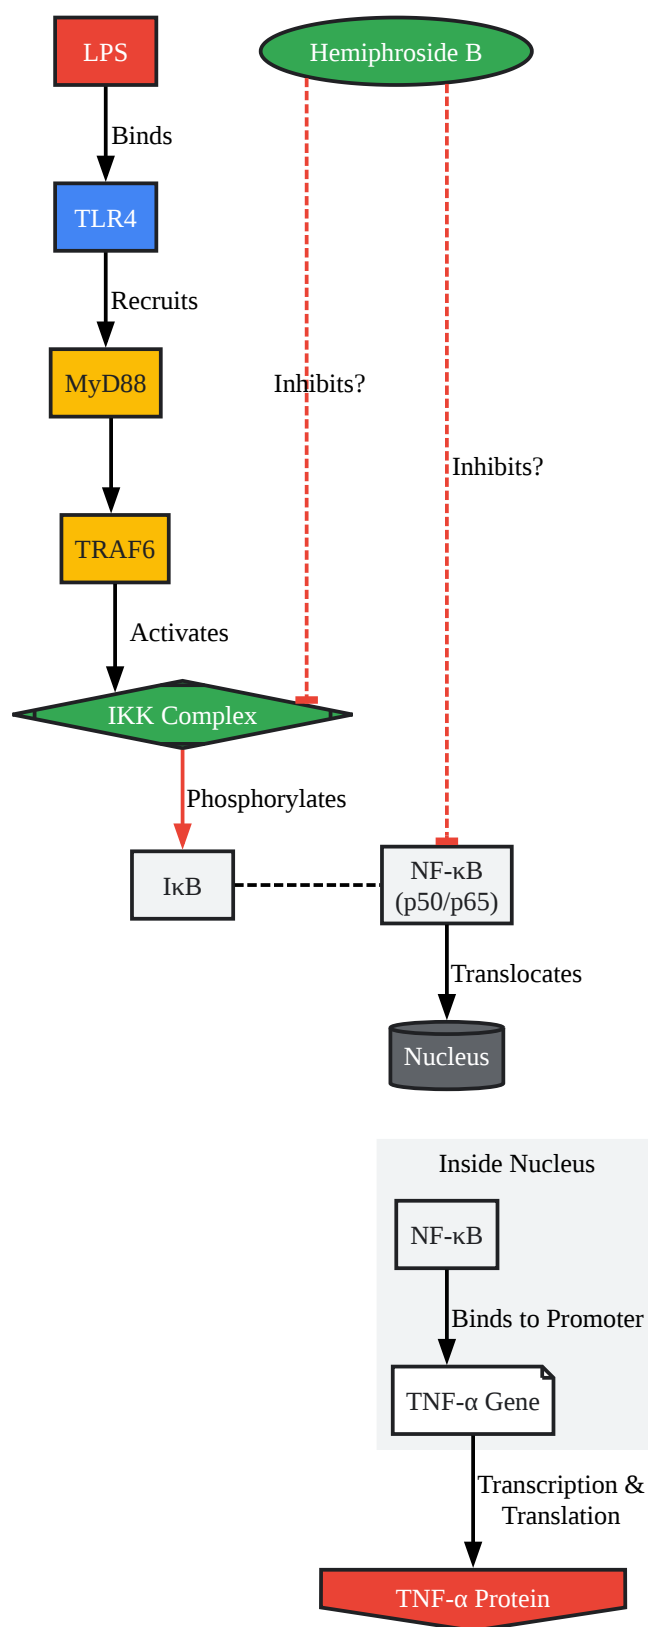 LPS
Hemiphroside B
Binds
TLR4
Recruits
MyD88
Inhibits?
Inhibits?
TRAF6
Activates
IKK Complex
Phosphorylates
IκB
NF-κB
(p50/p65)
Translocates
Nucleus
Inside Nucleus
NF-κB
Binds to Promoter
TNF-α Gene
Transcription &
Translation
TNF-α Protein